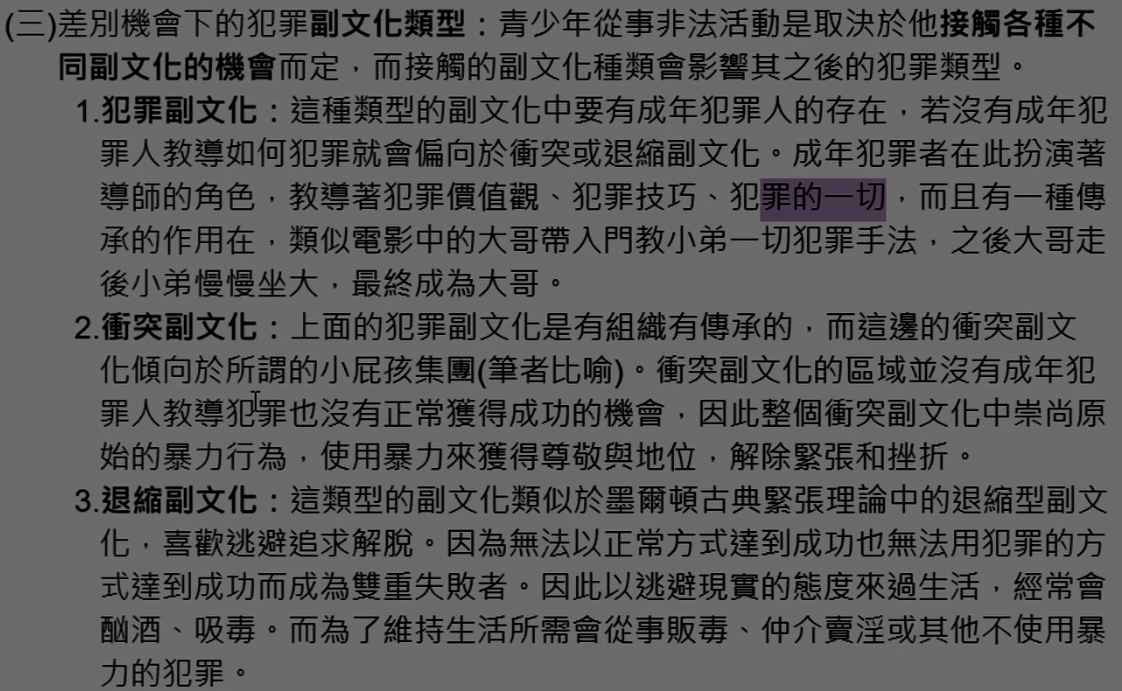 (三)差別機會下的犯罪副文化類型：青少年從事非法活動是取決於他接觸各種不
同副文化的機會而定，而接觸的副文化種類會影響其之後的犯罪類型。
1.犯罪副文化：這種類型的副文化中要有成年犯罪人的存在，若沒有成年犯
罪人教導如何犯罪就會偏向於衝突或退縮副文化。成年犯罪者在此扮演著
導師的角色，教導著犯罪價值觀、犯罪技巧、犯罪的一切，而且有一種傳
承的作用在，類似電影中的大哥帶入門教小弟一切犯罪手法，之後大哥走
後小弟慢慢坐大，最終成為大哥。
2.衝突副文化：上面的犯罪副文化是有組織有傳承的，而這邊的衝突副文
化傾向於所謂的小屁孩集團(筆者比喻)。衝突副文化的區域並沒有成年犯
罪人教導犯罪也沒有正常獲得成功的機會，因此整個衝突副文化中崇尚原
始的暴力行為，使用暴力來獲得尊敬與地位，解除緊張和挫折。
3.退縮副文化：這類型的副文化類似於墨爾頓古典緊張理論中的退縮型副文
化，喜歡逃避追求解脫。因為無法以正常方式達到成功也無法用犯罪的方
式達到成功而成為雙重失敗者。因此以逃避現實的態度來過生活，經常會
酗酒、吸毒。而為了維持生活所需會從事販毒、仲介賣淫或其他不使用暴
力的犯罪。